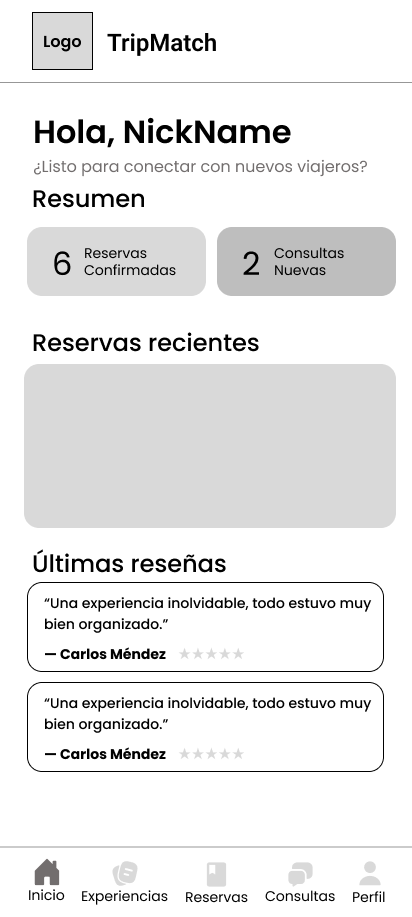 Logo
TripMatch
Hola, NickName
¿Listo para conectar con nuevos viajeros?
Resumen
6
Reservas
Confirmadas
2
Consultas
Nuevas
Reservas recientes
Últimas reseñas
“Una experiencia inolvidable, todo estuvo muy
bien organizado.”
— Carlos Méndez ★★★★★
“Una experiencia inolvidable, todo estuvo muy
bien organizado.”
— Carlos Méndez ★★★★★
Inicio Experiencias Reservas Consultas Perfil